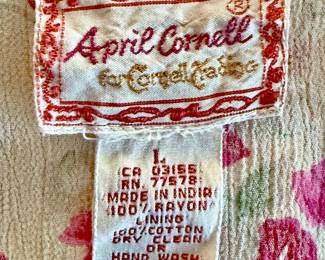 ®
April Cornell
for Cornell Trading
L
CA 03155
RN. 77578
MADE IN INDIA
100% RAYON
LINING
100% COTTON
DRY CLEAN
OR
HAND WASH